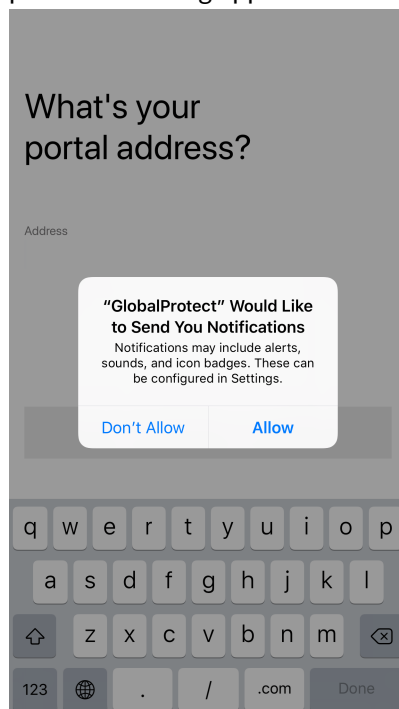 What's your
portal address?
Address
“GlobalProtect” Would Like
to Send You Notifications
Notifications may include alerts,
sounds, and icon badges. These can
be configured in Settings.
Don’t Allow Allow
q w e r t y u i o p
a s d f g h j k l
z x c v b n m
123 . / .com Done